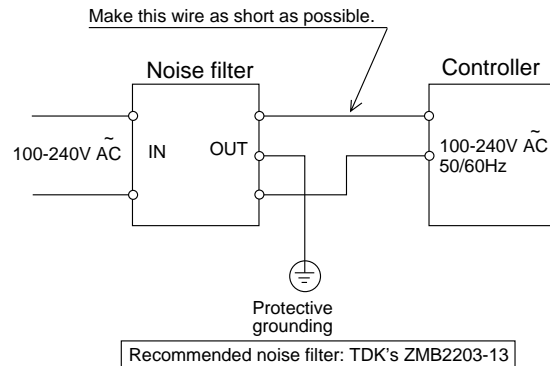 Make this wire as short as possible.
Noise filter
Controller
100-240V AC
~
IN
OUT
100-240V AC
~
50/60Hz
Protective
grounding
Recommended noise filter: TDK's ZMB2203-13